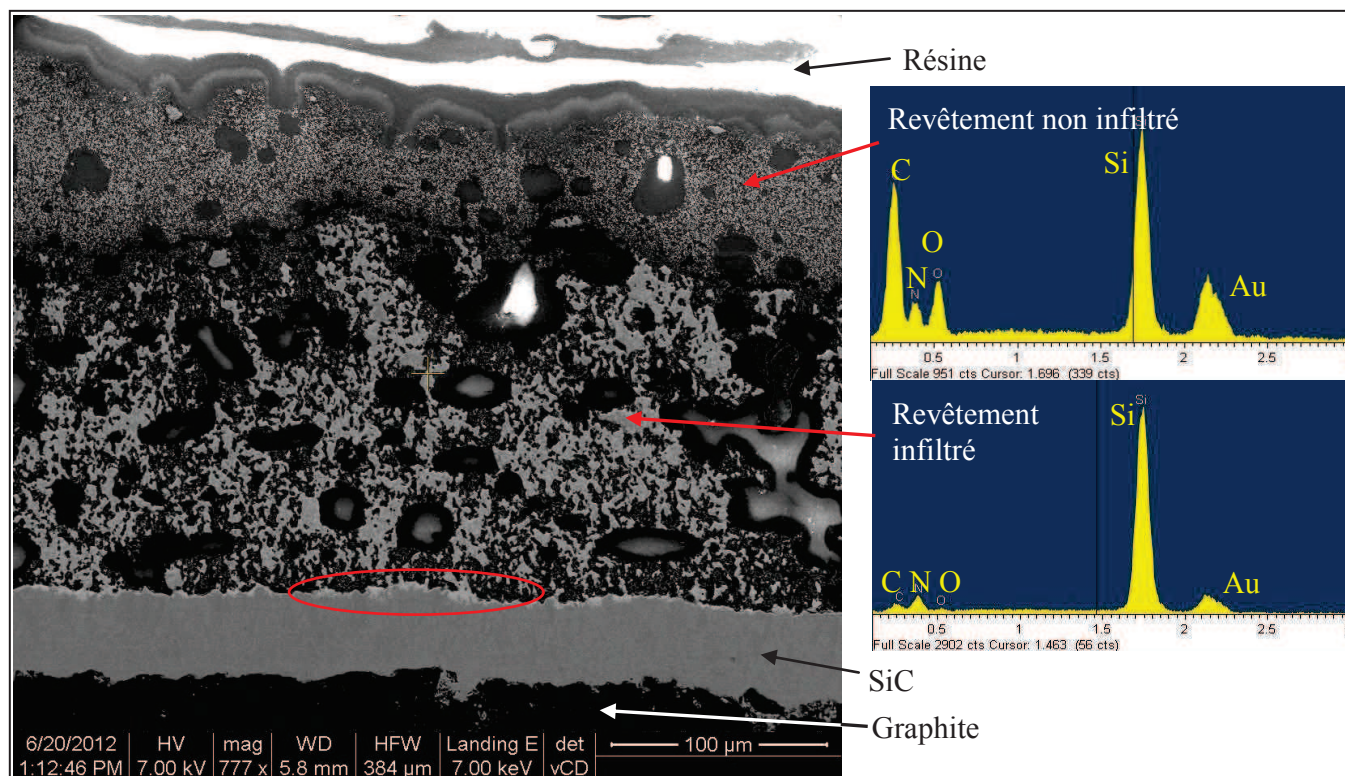 Résine
Revêtement non infiltré
Si
C
Si
O
O
N
N
Au
0.5 1 1.5 2 2.5
Full Scale 951 cts Cursor: 1.696 (339 cts)
Revêtement
infiltré
Si
Si
C N O
C N O
Au
0.5 1 1.5 2 2.5
Full Scale 2902 cts Cursor: 1.463 (56 cts)
SiC
Graphite
6/20/2012 HV mag WD HFW Landing E det
1:12:46 PM 7.00 kV 777 x 5.8 mm 384 µm 7.00 keV vCD
100 µm